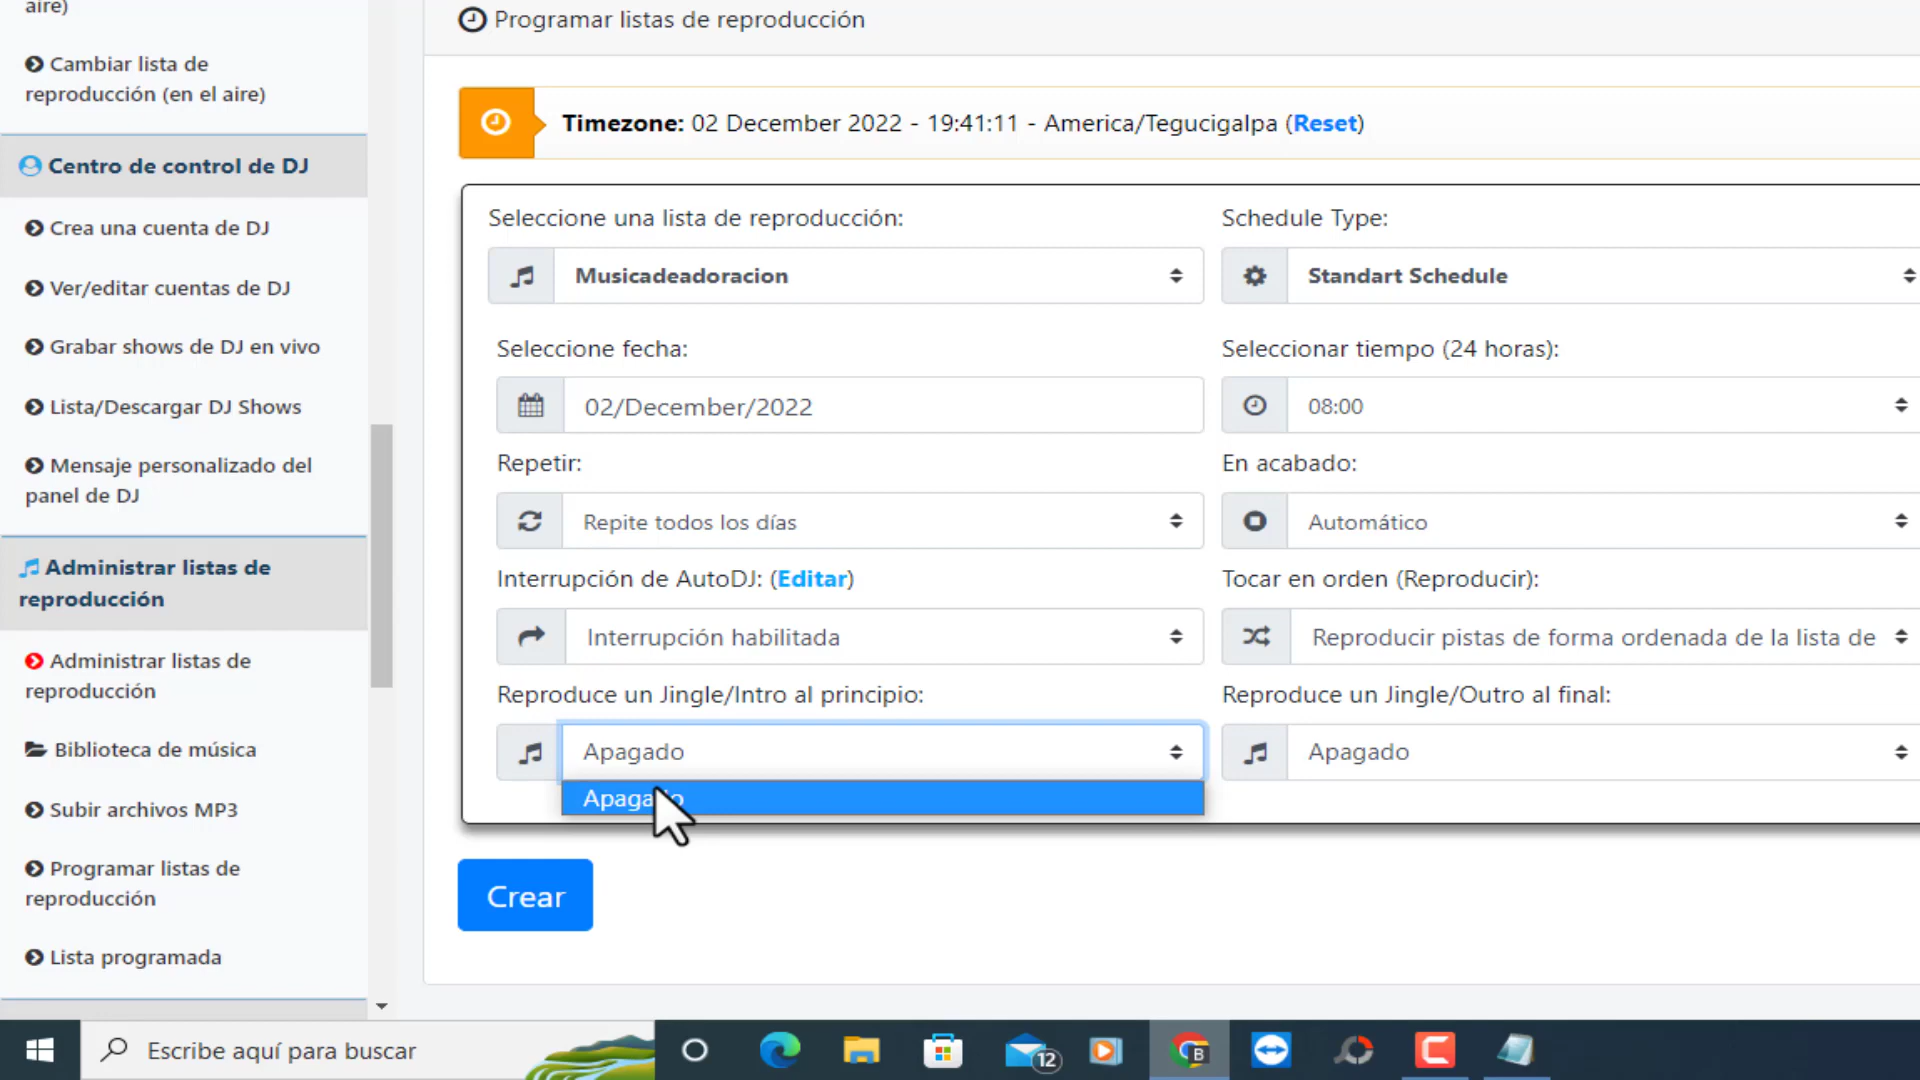 aire)
Cambiar lista de
reproducción (en el aire)
Centro de control de DJ
Crea una cuenta de DJ
Ver/editar cuentas de DJ
Grabar shows de DJ en vivo
Lista/Descargar DJ Shows
Mensaje personalizado del
panel de DJ
Administrar listas de
reproducción
Administrar listas de
reproducción
Biblioteca de música
Subir archivos MP3
Programar listas de
reproducción
Lista programada
Programar listas de reproducción
Timezone: 02 December 2022 - 19:41:11 - America/Tegucigalpa (Reset)
Seleccione una lista de reproducción:
Musicadeadoracion
Schedule Type:
Standart Schedule
Seleccione fecha:
02/December/2022
Seleccionar tiempo (24 horas):
08:00
Repetir:
Repite todos los días
En acabado:
Automático
Interrupción de AutoDJ: (Editar)
Interrupción habilitada
Tocar en orden (Reproducir):
Reproducir pistas de forma ordenada de la lista de
Reproduce un Jingle/Intro al principio:
Apagado
Apagado
Reproduce un Jingle/Outro al final:
Apagado
Crear
Escribe aquí para buscar
12
B